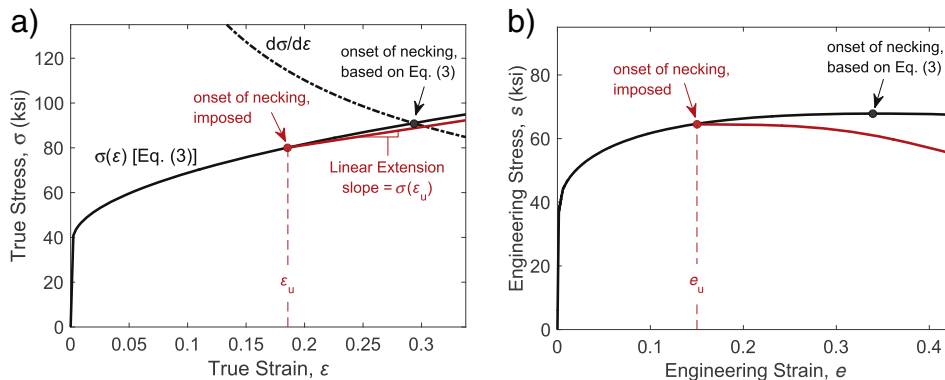 a)
120
100
80
60
40
20
0
True Stress, σ (ksi)
dσ/dε
onset of necking,
based on Eq. (3)
onset of necking,
imposed
σ(ε) [Eq. (3)]
Linear Extension
slope = σ(εu)
εu
0
0.05
0.1
0.15
0.2
0.25
0.3
True Strain, ε
b)
80
60
40
20
0
Engineering Stress, s (ksi)
onset of necking,
imposed
onset of necking,
based on Eq. (3)
eu
0
0.1
0.2
0.3
0.4
Engineering Strain, e